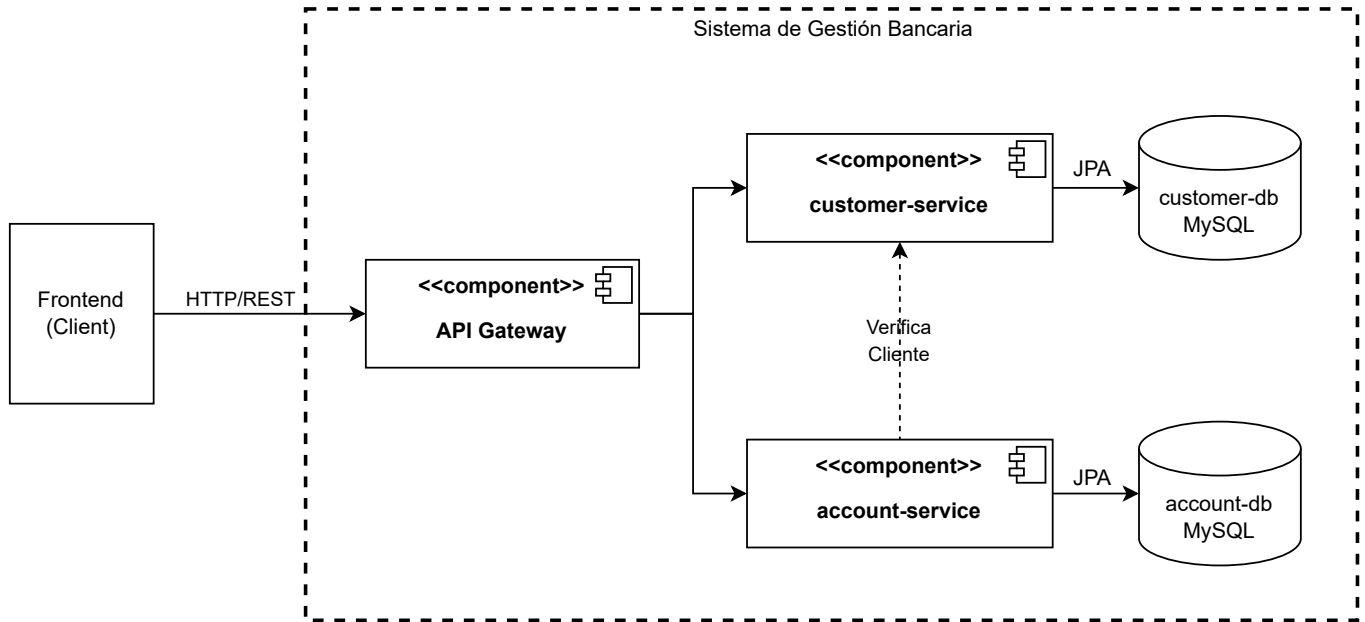 Sistema de Gestión Bancaria
<<component>>
customer-service
JPA
customer-db
MySQL
Frontend
(Client)
HTTP/REST
<<component>>
API Gateway
Verifica
Cliente
<<component>>
account-service
JPA
account-db
MySQL